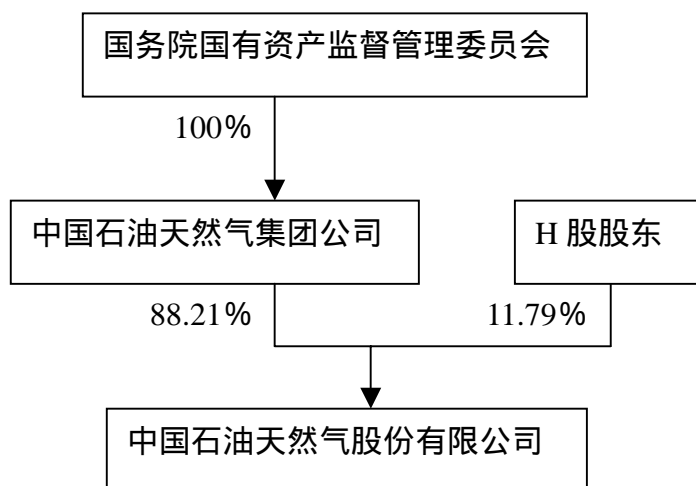 国务院国有资产监督管理委员会
100%
中国石油天然气集团公司
H 股股东
88.21%
11.79%
中国石油天然气股份有限公司